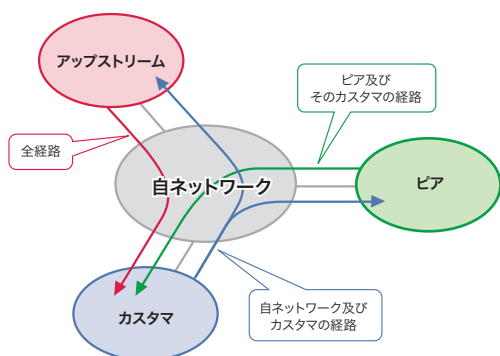 アップストリーム
ピア及び
そのカスタマの経路
全経路
自ネットワーク
ピア
カスタマ
自ネットワーク及び
カスタマの経路